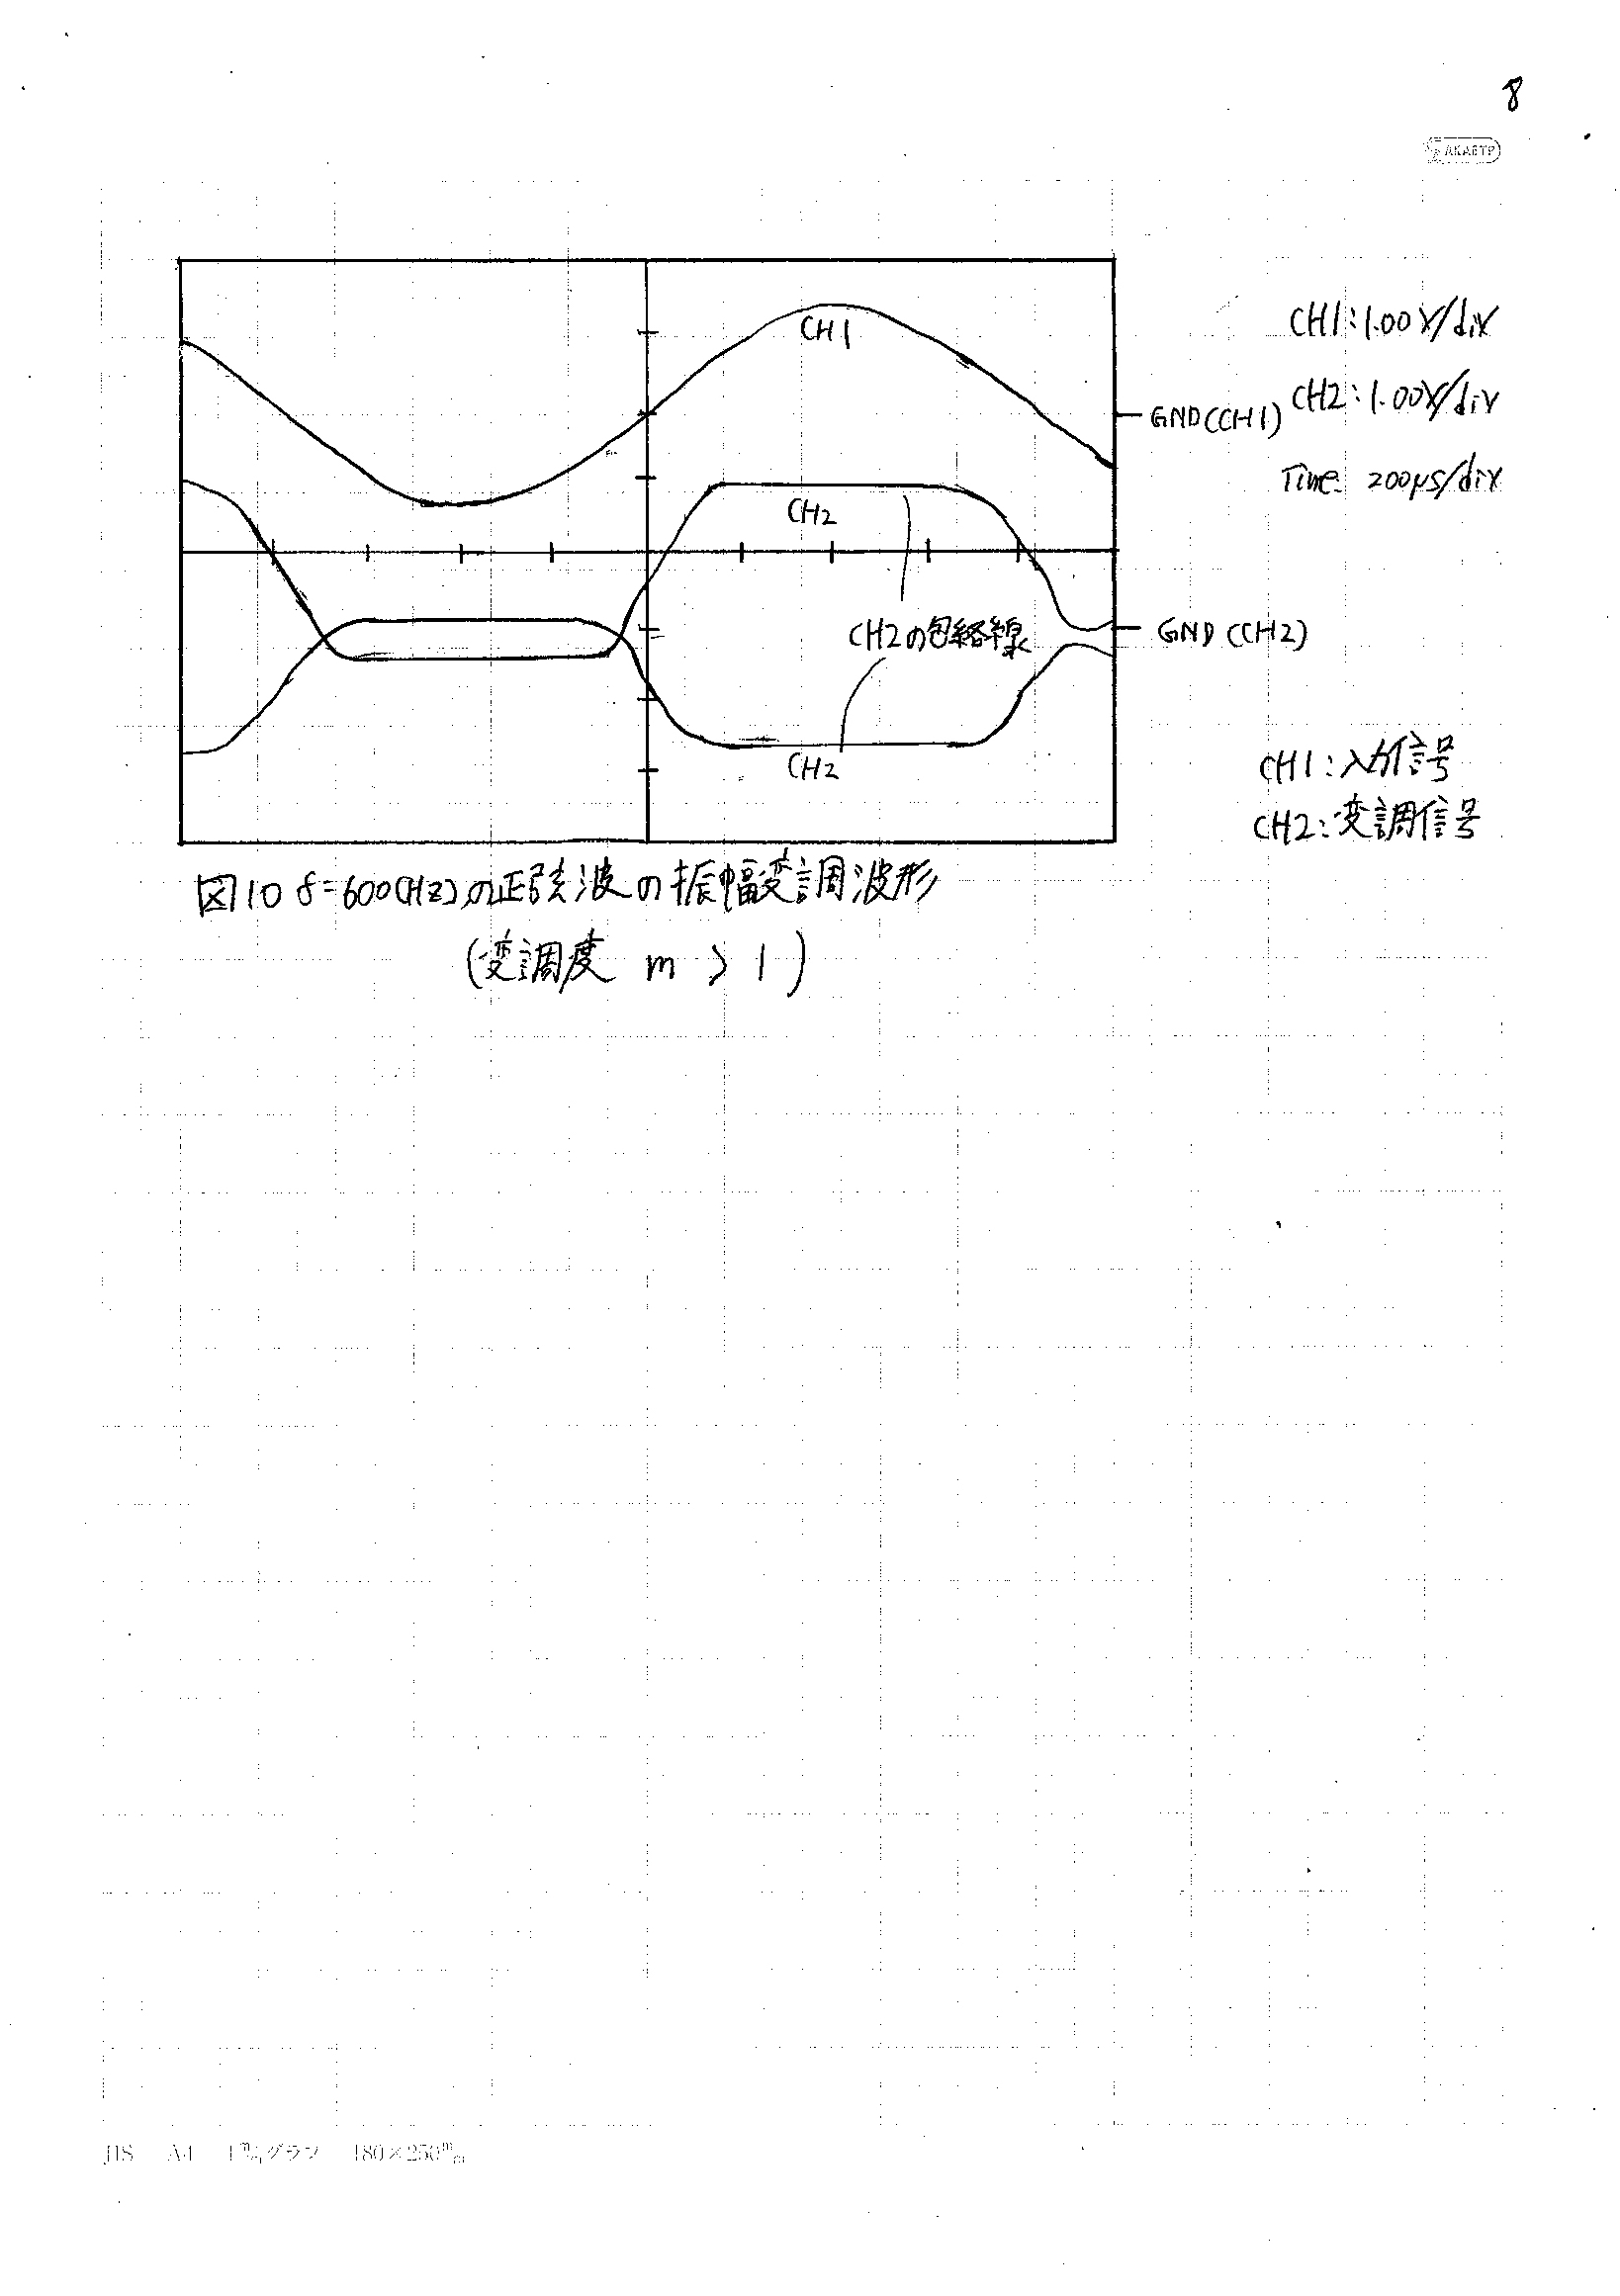 8
CH1:1.00V/div
CH1
CH2:1.00V/div
GND(CH1)
Time 200μs/div
CH2
CH2の包絡線
GND (CH2)
CH2
CH1:入力信号
CH2:変調信号
図10 f=600(Hz)の正弦波の振幅変調波形
(変調度 m > 1)
JIS A4 1㎜グラフ 180×250㎜